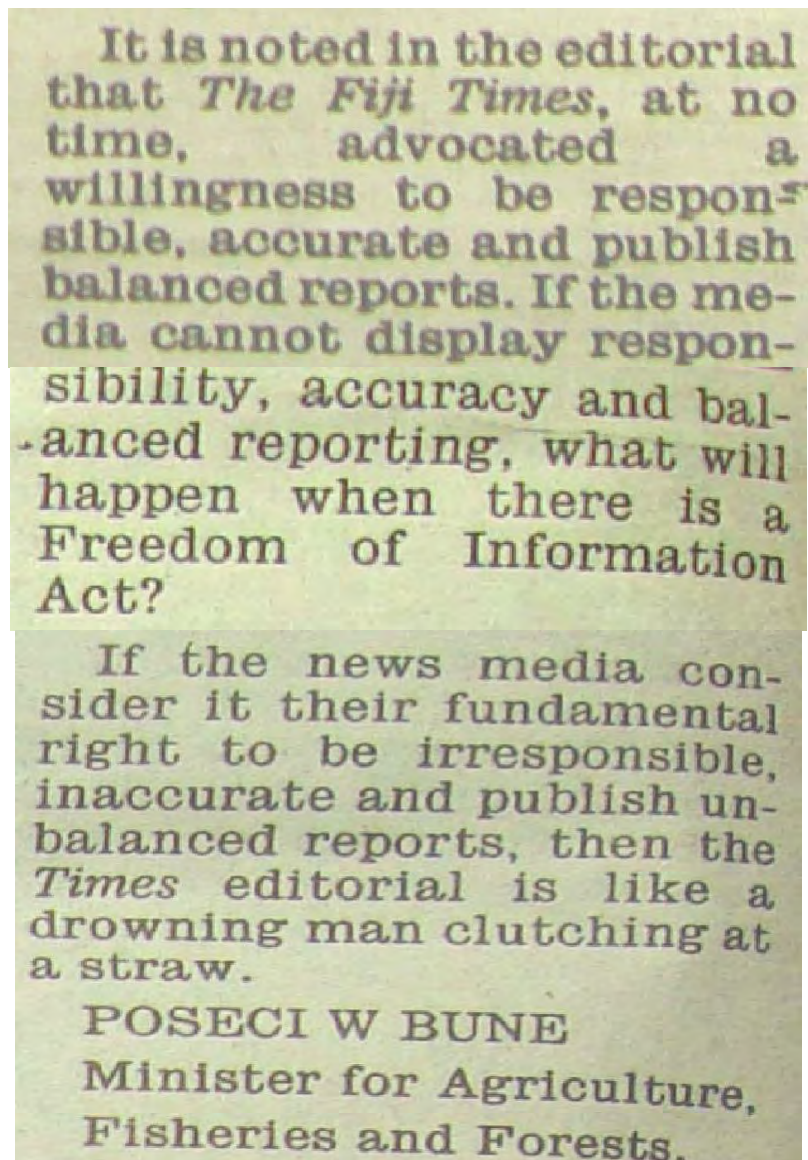 It is noted in the editorial
that The Fiji Times, at no
time, advocated a
willingness to be respon-
sible, accurate and publish
balanced reports. If the me-
dia cannot display respon-
sibility, accuracy and bal-
anced reporting, what will
happen when there is a
Freedom of Information
Act?
If the news media con-
sider it their fundamental
right to be irresponsible,
inaccurate and publish un-
balanced reports, then the
Times editorial is like a
drowning man clutching at
a straw.
POSECI W BUNE
Minister for Agriculture,
Fisheries and Forests.